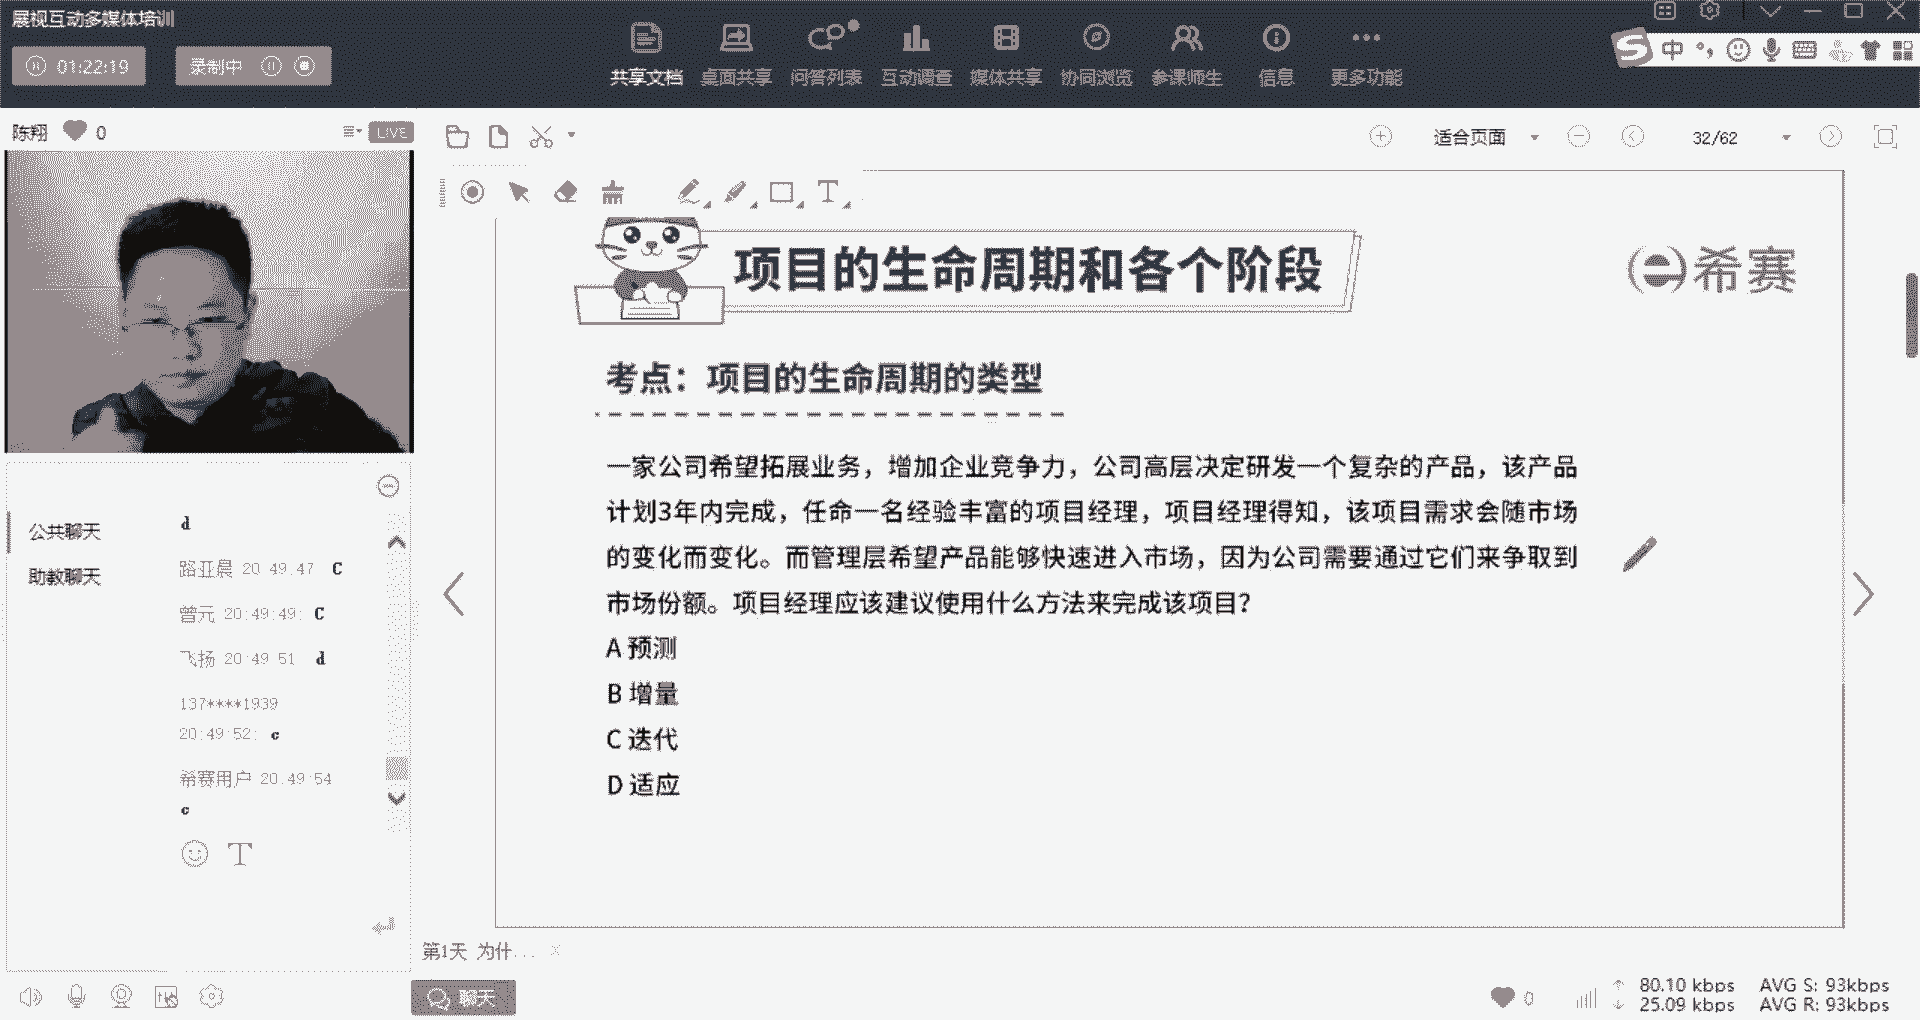 展视互动多媒体培训
01:22:19
录制中
共享文档 桌面共享 问答列表 互动调查 媒体共享 协同浏览 参课师生 信息 更多功能
中
陈翔 0
LIVE
适合页面
32/62
项目的生命周期和各个阶段
希赛
考点：项目的生命周期的类型
一家公司希望拓展业务，增加企业竞争力，公司高层决定研发一个复杂的产品，该产品
计划3年内完成，任命一名经验丰富的项目经理，项目经理得知，该项目需求会随市场
的变化而变化。而管理层希望产品能够快速进入市场，因为公司需要通过它们来争取到
市场份额。项目经理应该建议使用什么方法来完成该项目？
A 预测
B 增量
C 迭代
D 适应
公共聊天
助教聊天
d
路亚晨 20:49:47 C
曾元 20:49:49: C
飞扬 20:49:51 d
137****1939
20:49:52: c
希赛用户 20:49:54
c
第1天 为什...
聊天
0
80.10 kbps AVG S: 93kbps
25.09 kbps AVG R: 93kbps